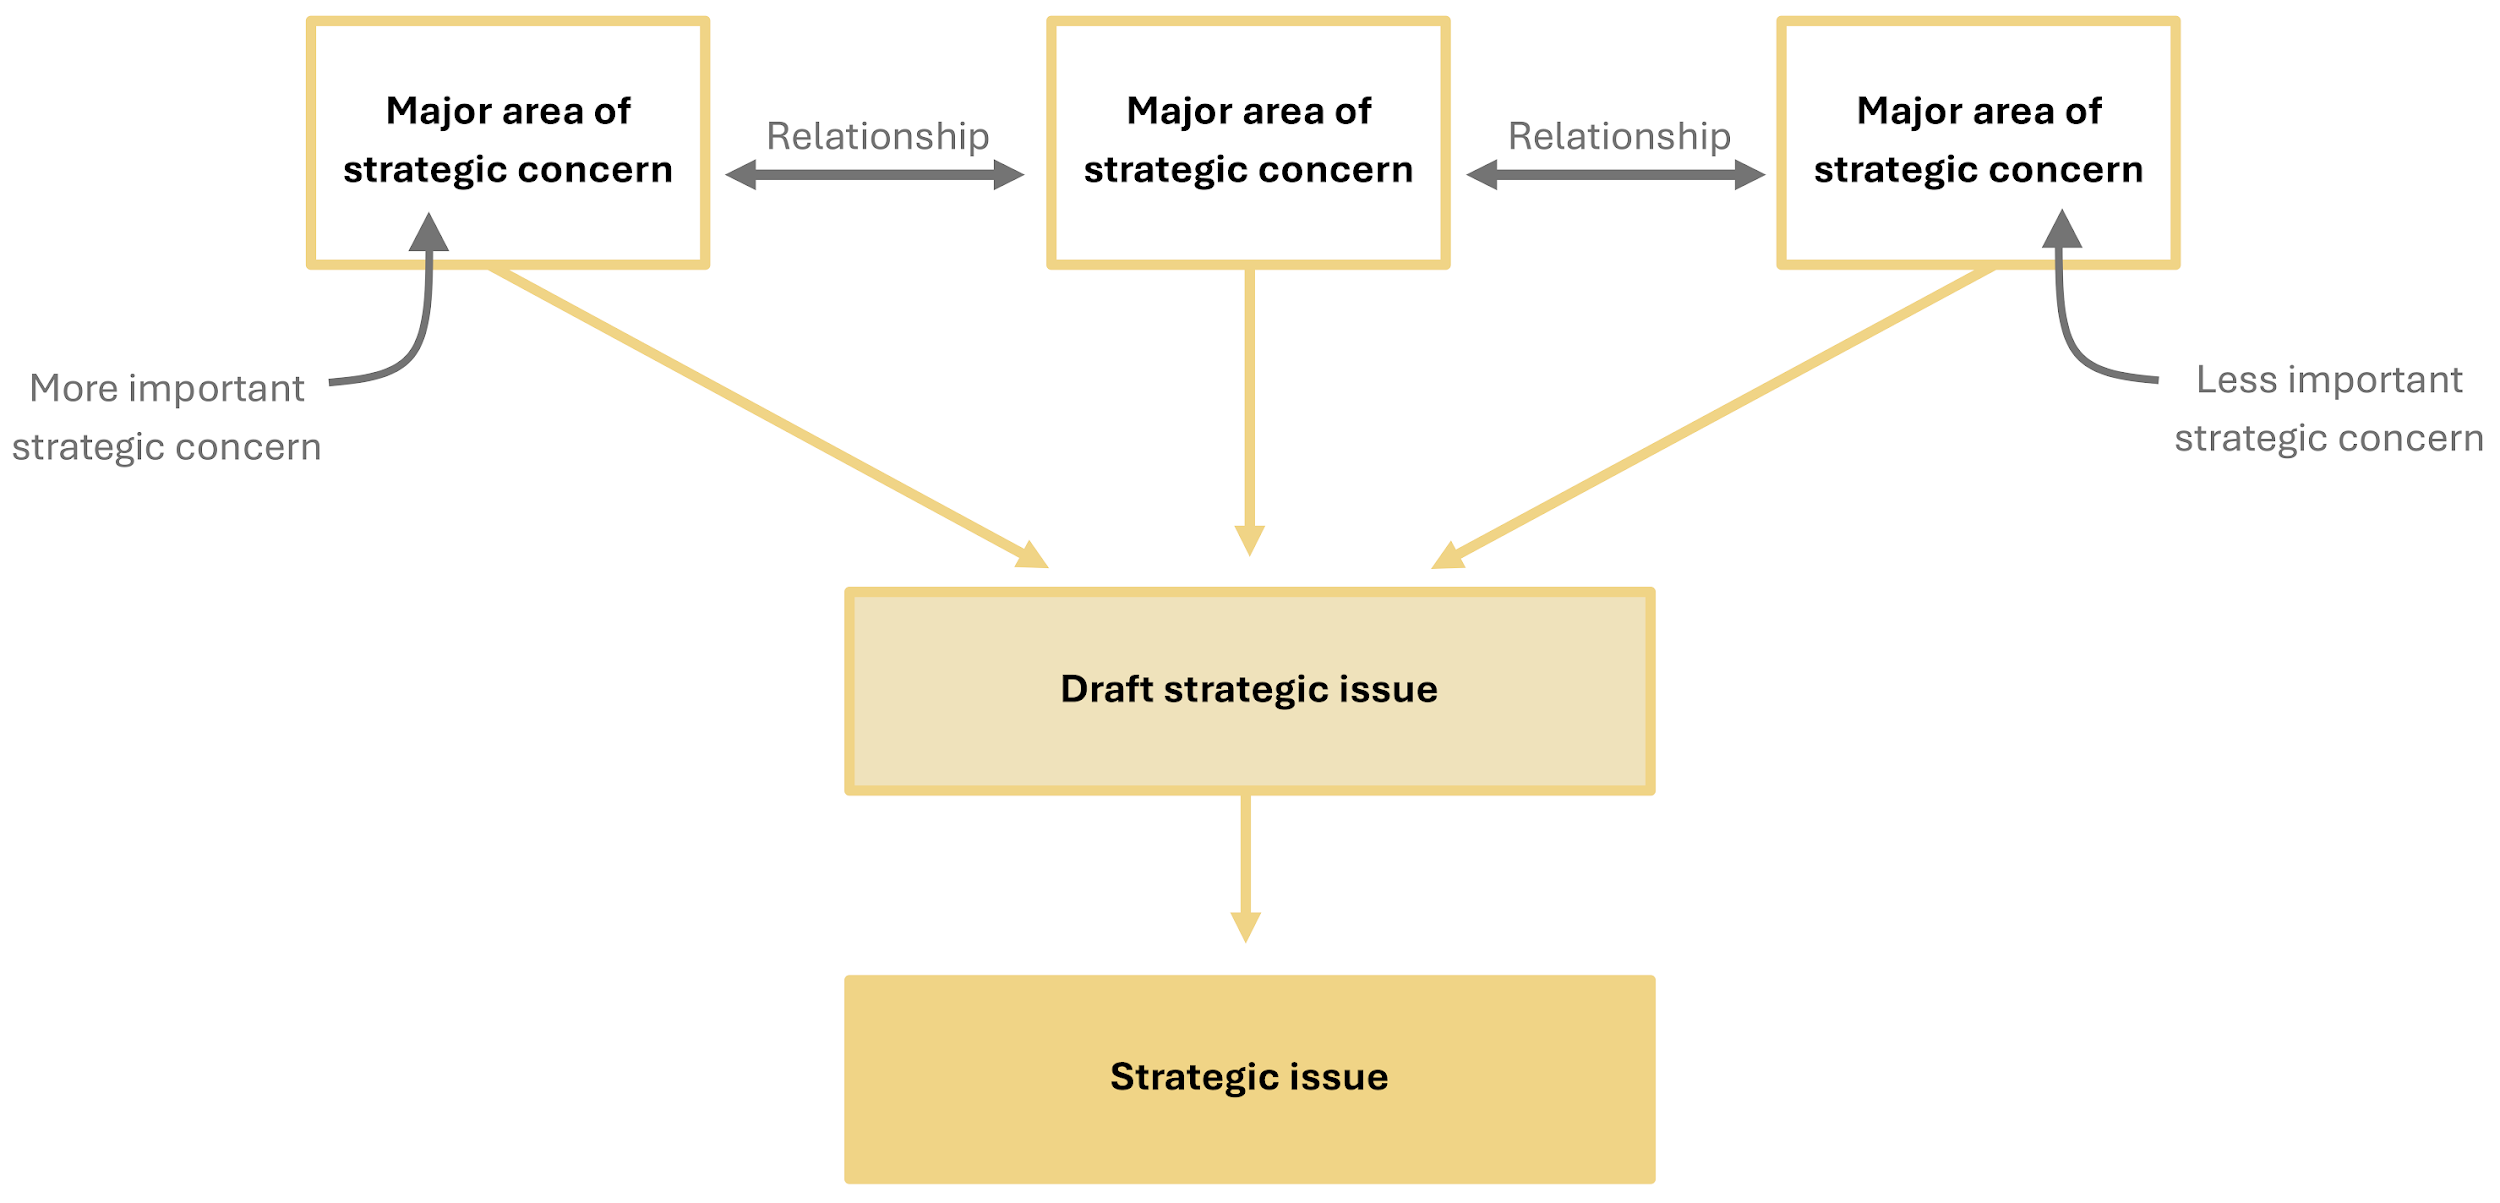 Major area of
strategic concern
Relationship
Major area of
strategic concern
Relationship
Major area of
strategic concern
More important
strategic concern
Less important
strategic concern
Draft strategic issue
Strategic issue